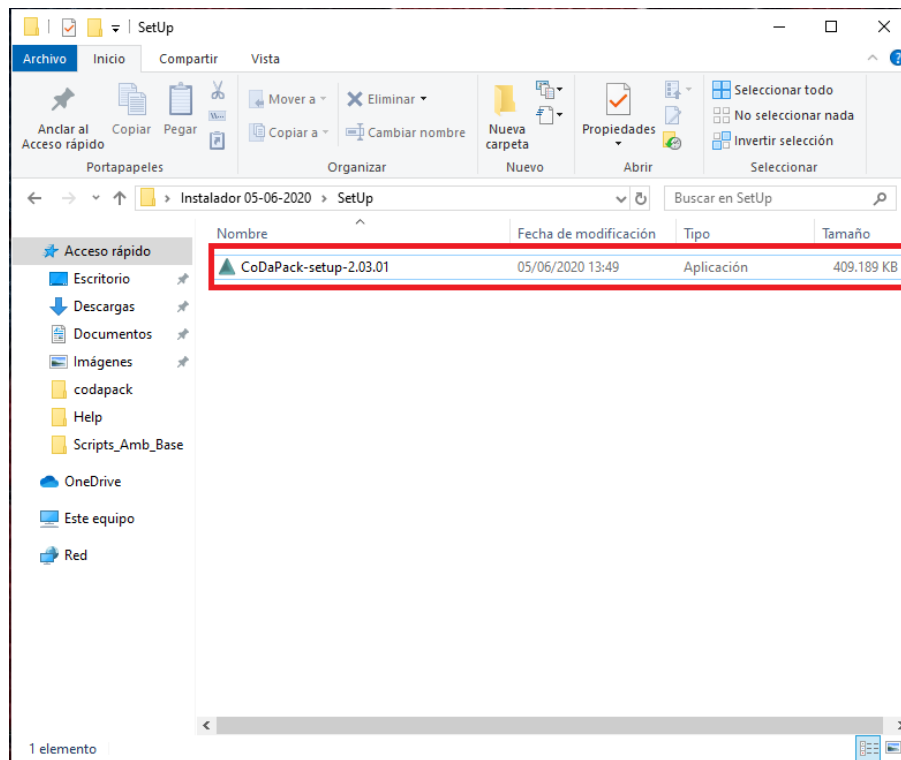 SetUp
Archivo Inicio Compartir Vista
Anclar al Acceso rápido
Copiar
Pegar
Mover a
Copiar a
Eliminar
Cambiar nombre
Nueva carpeta
Propiedades
Seleccionar todo
No seleccionar nada
Invertir selección
Portapapeles Organizar Nuevo Abrir Seleccionar
Instalador 05-06-2020 SetUp
Buscar en SetUp
Nombre Fecha de modificación Tipo Tamaño
CoDaPack-setup-2.03.01 05/06/2020 13:49 Aplicación 409.189 KB
Acceso rápido
Escritorio
Descargas
Documentos
Imágenes
codapack
Help
Scripts_Amb_Base
OneDrive
Este equipo
Red
1 elemento